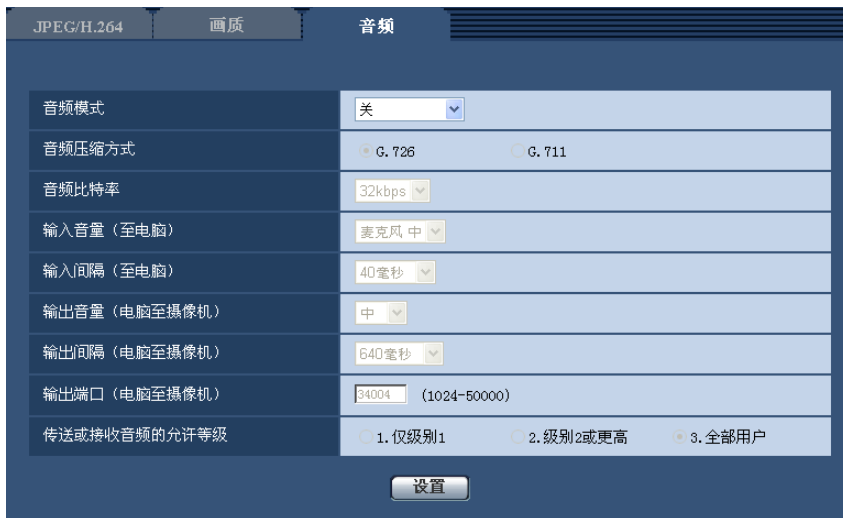 JPEG/H.264 画质 音频
音频模式 关
音频压缩方式 G.726 G.711
音频比特率 32kbps
输入音量（至电脑） 麦克风 中
输入间隔（至电脑） 40毫秒
输出音量（电脑至摄像机） 中
输出间隔（电脑至摄像机） 640毫秒
输出端口（电脑至摄像机） 34004 (1024-50000)
传送或接收音频的允许等级 1.仅级别1 2.级别2或更高 3.全部用户
设置